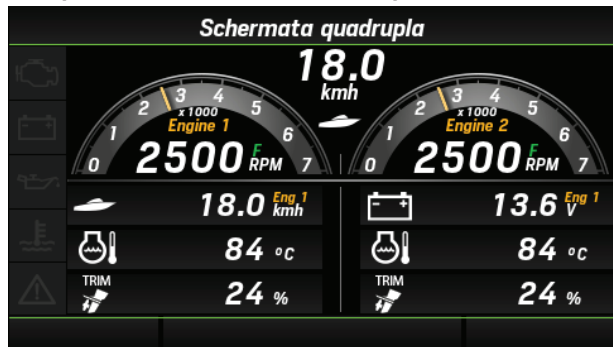 Schermata quadrupla
18.0
kmh
0 1 2 3 4 5 6 7
x 1000
Engine 1
2500 F RPM
0 1 2 3 4 5 6 7
x 1000
Engine 2
2500 F RPM
18.0 Eng 1 kmh
13.6 Eng 1 V
84 °C
84 °C
TRIM 24 %
TRIM 24 %